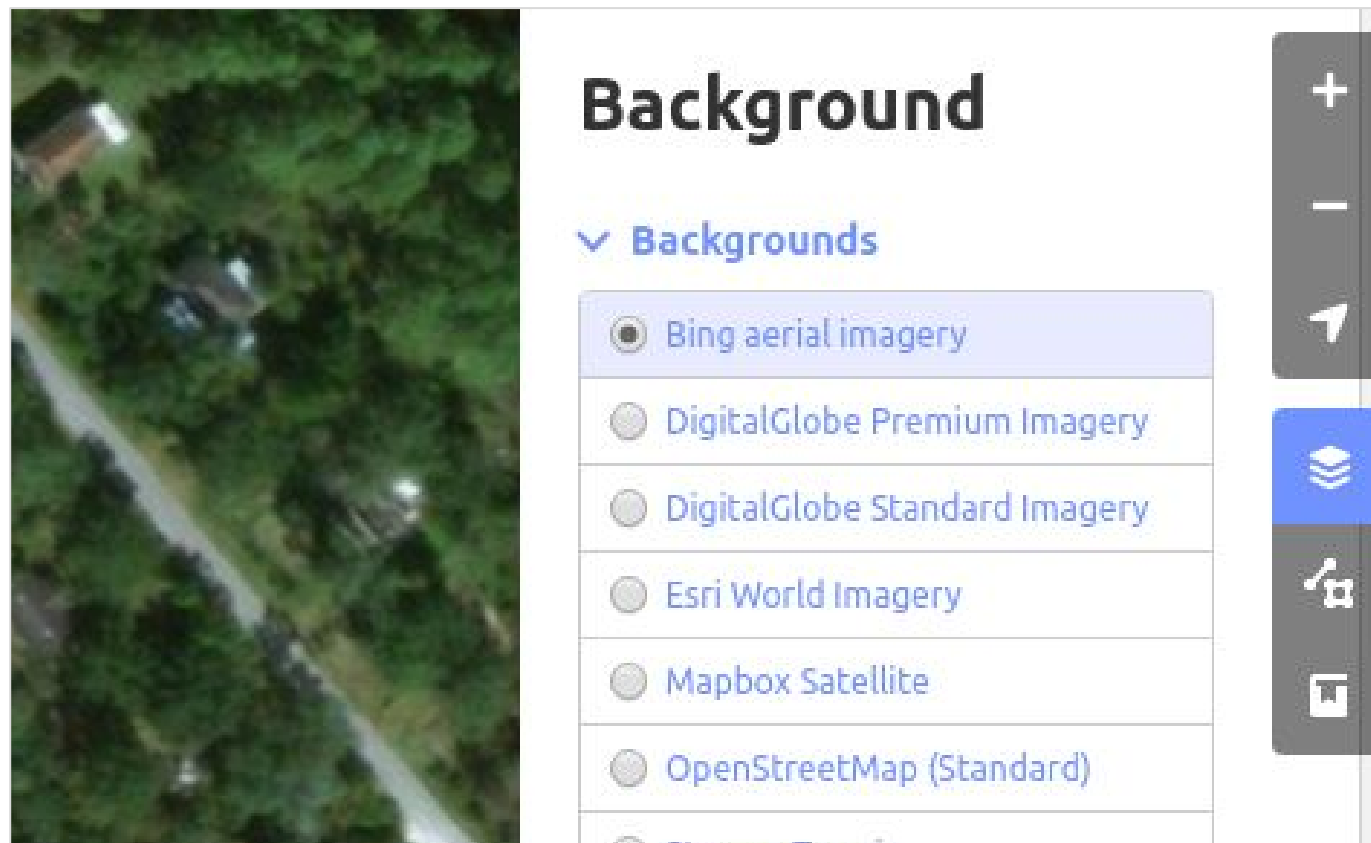 Background
Backgrounds
Bing aerial imagery
DigitalGlobe Premium Imagery
DigitalGlobe Standard Imagery
Esri World Imagery
Mapbox Satellite
OpenStreetMap (Standard)